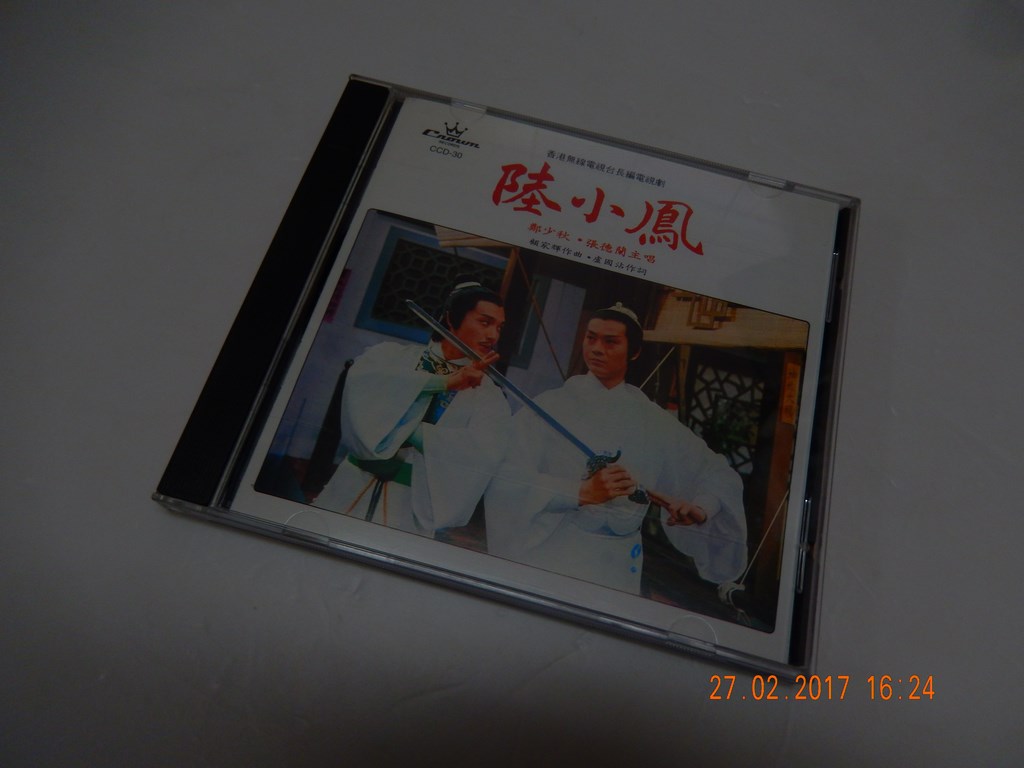 Crown
RECORDS
CCD-30
香港無線電視台長編電視劇
陸小鳳
鄭少秋・張德蘭主唱
顧家煇作曲・盧國沾作詞
27.02.2017 16:24